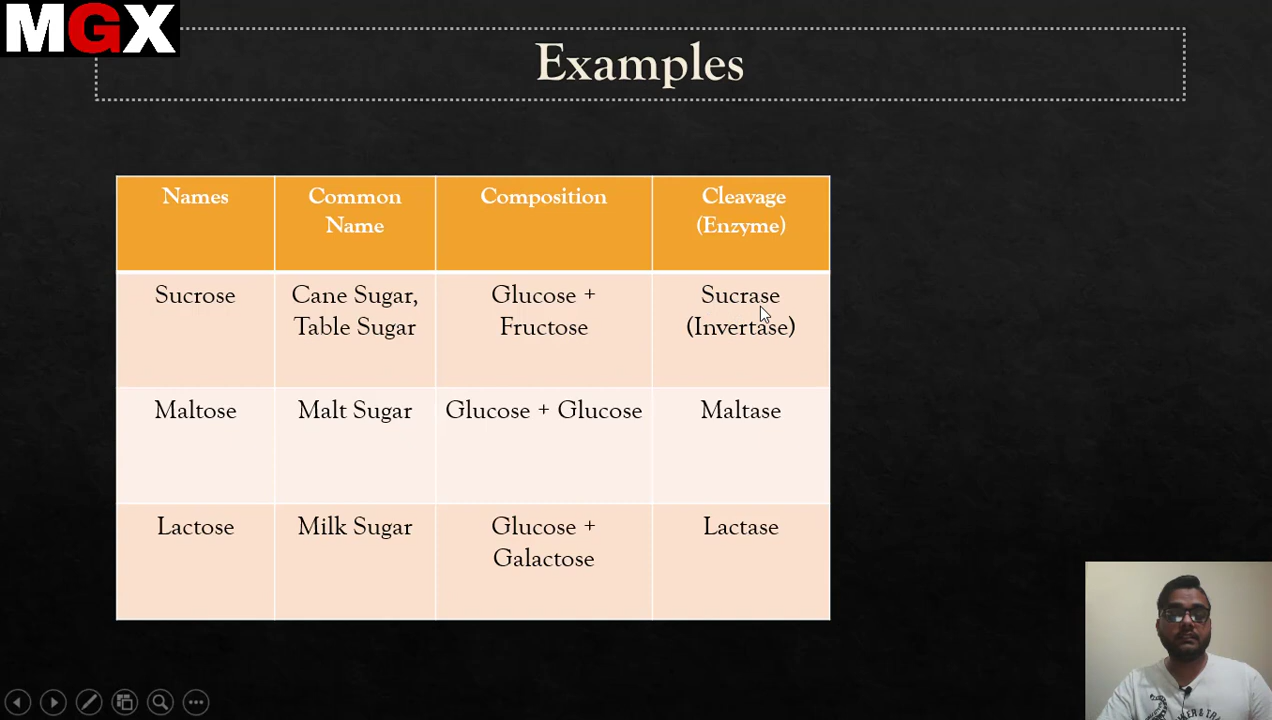 MGX
Examples
Names
Common
Name
Composition
Cleavage
(Enzyme)
Sucrose
Cane Sugar,
Table Sugar
Glucose +
Fructose
Sucrase
(Invertase)
Maltose
Malt Sugar
Glucose + Glucose
Maltase
Lactose
Milk Sugar
Glucose +
Galactose
Lactase